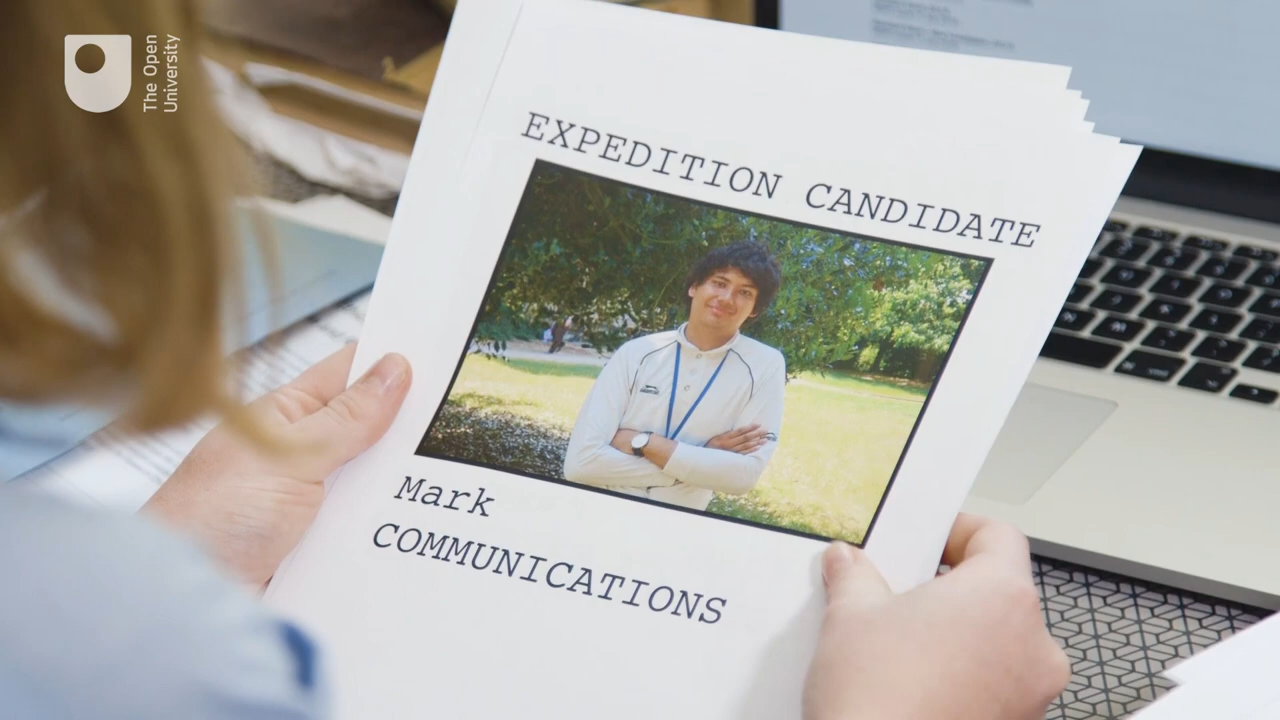 The Open
University
EXPEDITION CANDIDATE
Mark
COMMUNICATIONS